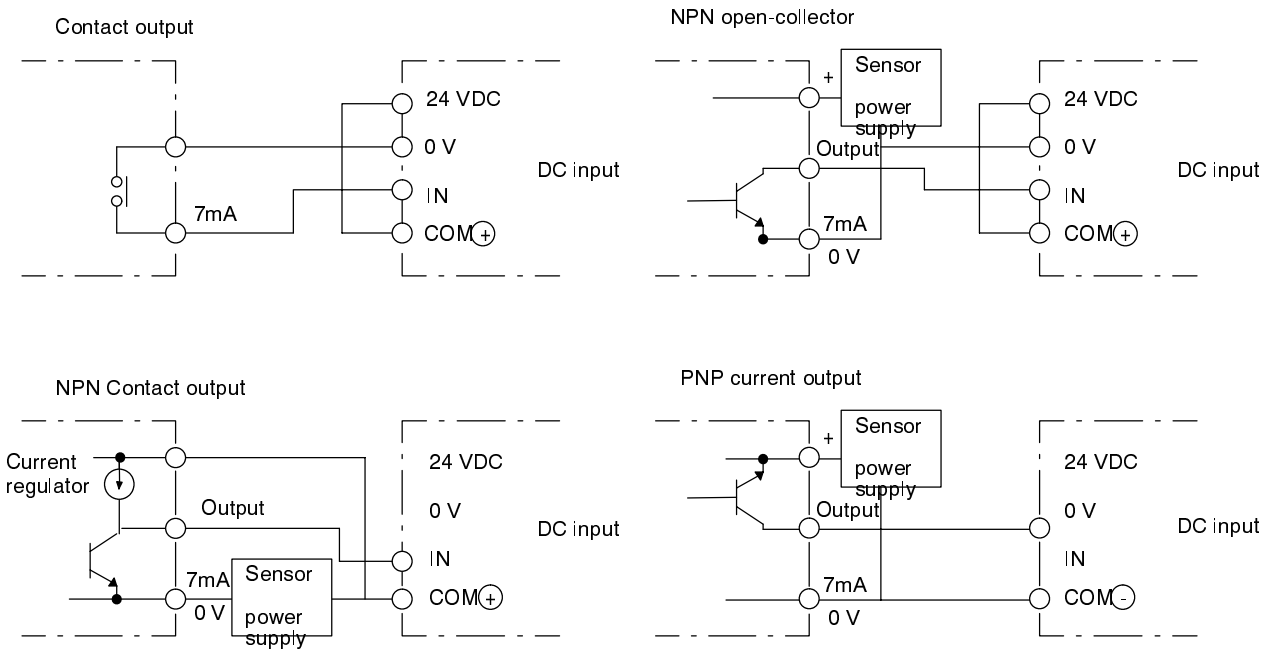 Contact output
24 VDC
0 V
DC input
IN
7mA
COM +
NPN open-collector
+
Sensor
power
supply
24 VDC
0 V
Output
DC input
IN
7mA
COM +
0 V
NPN Contact output
Current
regulator
24 VDC
Output
0 V
DC input
IN
7mA
Sensor
COM +
0 V
power
supply
PNP current output
+
Sensor
power
supply
24 VDC
Output
0 V
DC input
IN
7mA
COM -
0 V